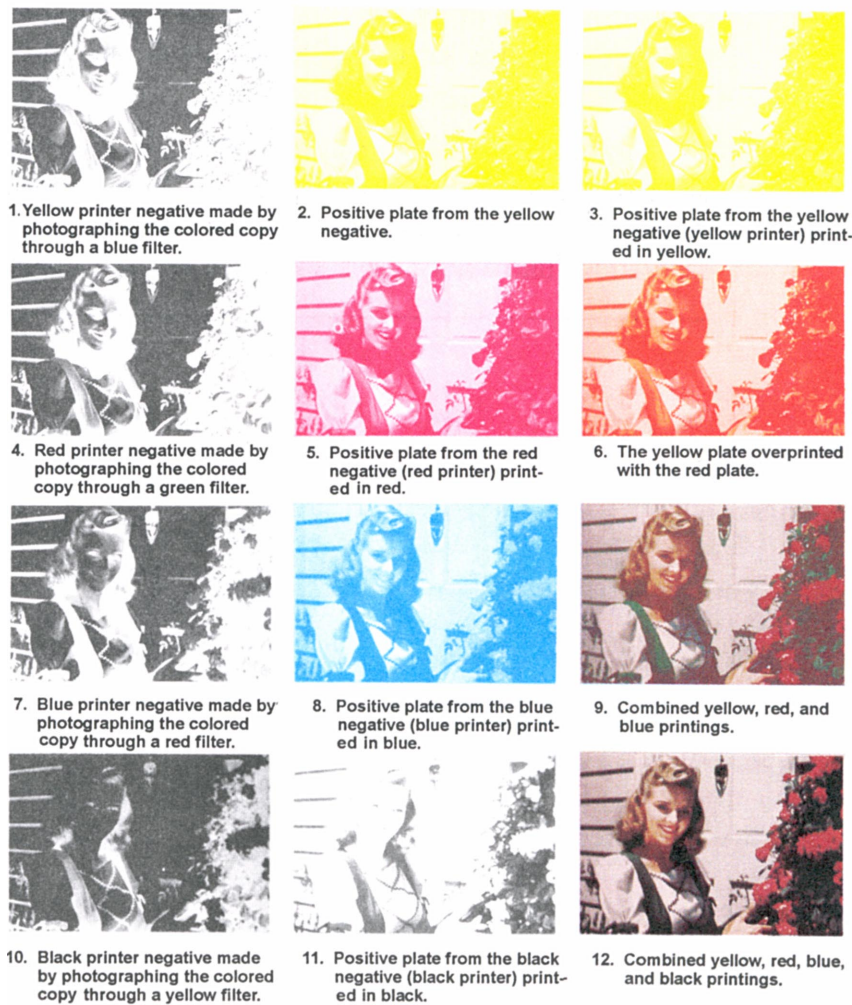 1. Yellow printer negative made by
photographing the colored copy
through a blue filter.
2. Positive plate from the yellow
negative.
3. Positive plate from the yellow
negative (yellow printer) print-
ed in yellow.
4. Red printer negative made by
photographing the colored
copy through a green filter.
5. Positive plate from the red
negative (red printer) print-
ed in red.
6. The yellow plate overprinted
with the red plate.
7. Blue printer negative made by
photographing the colored
copy through a red filter.
8. Positive plate from the blue
negative (blue printer) print-
ed in blue.
9. Combined yellow, red, and
blue printings.
10. Black printer negative made
by photographing the colored
copy through a yellow filter.
11. Positive plate from the black
negative (black printer) print-
ed in black.
12. Combined yellow, red, blue,
and black printings.